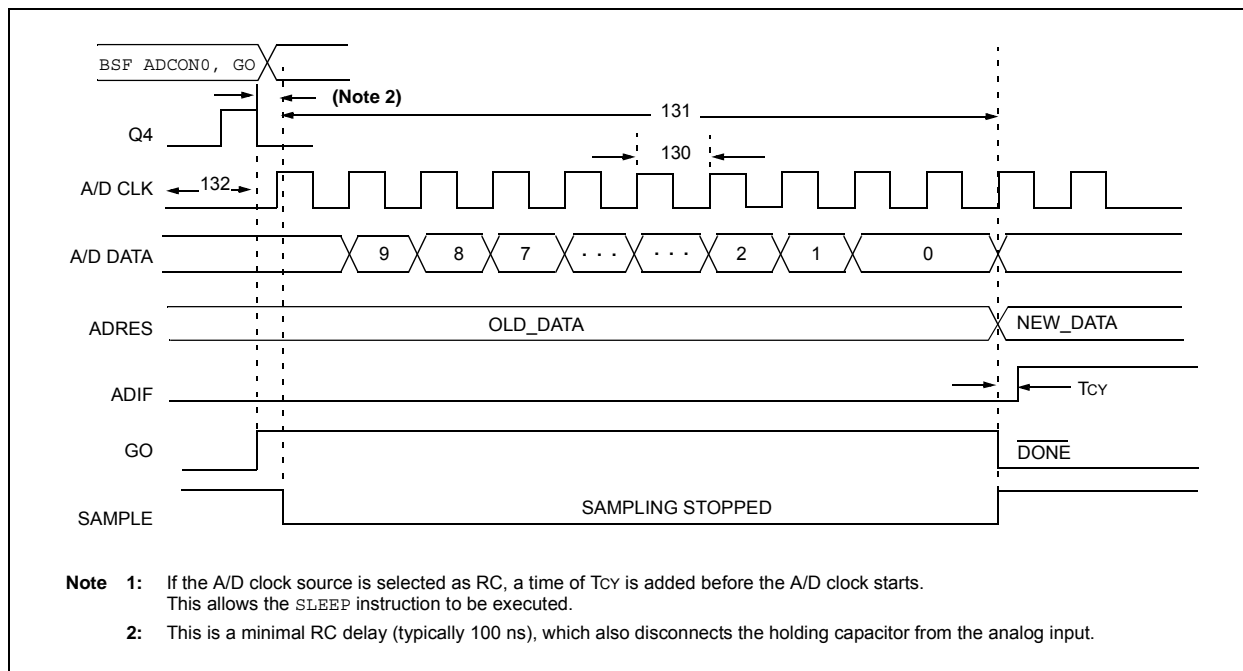 BSF ADCON0, GO
(Note 2)
131
Q4
130
A/D CLK
132
A/D DATA
9 8 7 . . . . . . 2 1 0
ADRES
OLD_DATA
NEW_DATA
ADIF
TCY
GO
DONE
SAMPLE
SAMPLING STOPPED
Note 1: If the A/D clock source is selected as RC, a time of TCY is added before the A/D clock starts.
This allows the SLEEP instruction to be executed.
2: This is a minimal RC delay (typically 100 ns), which also disconnects the holding capacitor from the analog input.